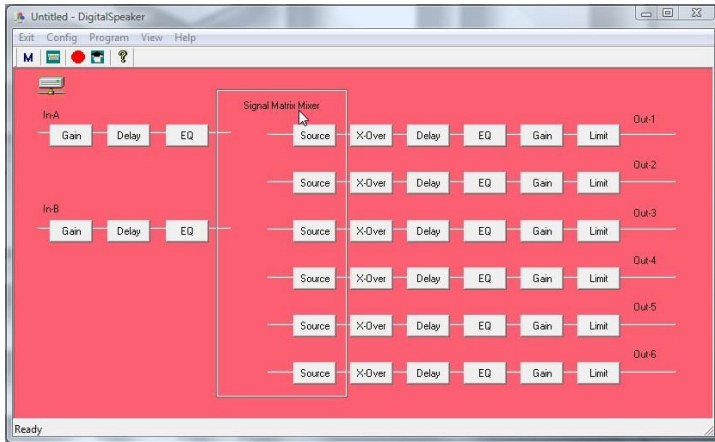 Untitled - DigitalSpeaker
Exit Config Program View Help
M ?
Signal Matrix Mixer
In-A Out-1
Gain Delay EQ Source X-Over Delay EQ Gain Limit
Out-2
Source X-Over Delay EQ Gain Limit
In-B Out-3
Gain Delay EQ Source X-Over Delay EQ Gain Limit
Out-4
Source X-Over Delay EQ Gain Limit
Out-5
Source X-Over Delay EQ Gain Limit
Out-6
Source X-Over Delay EQ Gain Limit
Ready